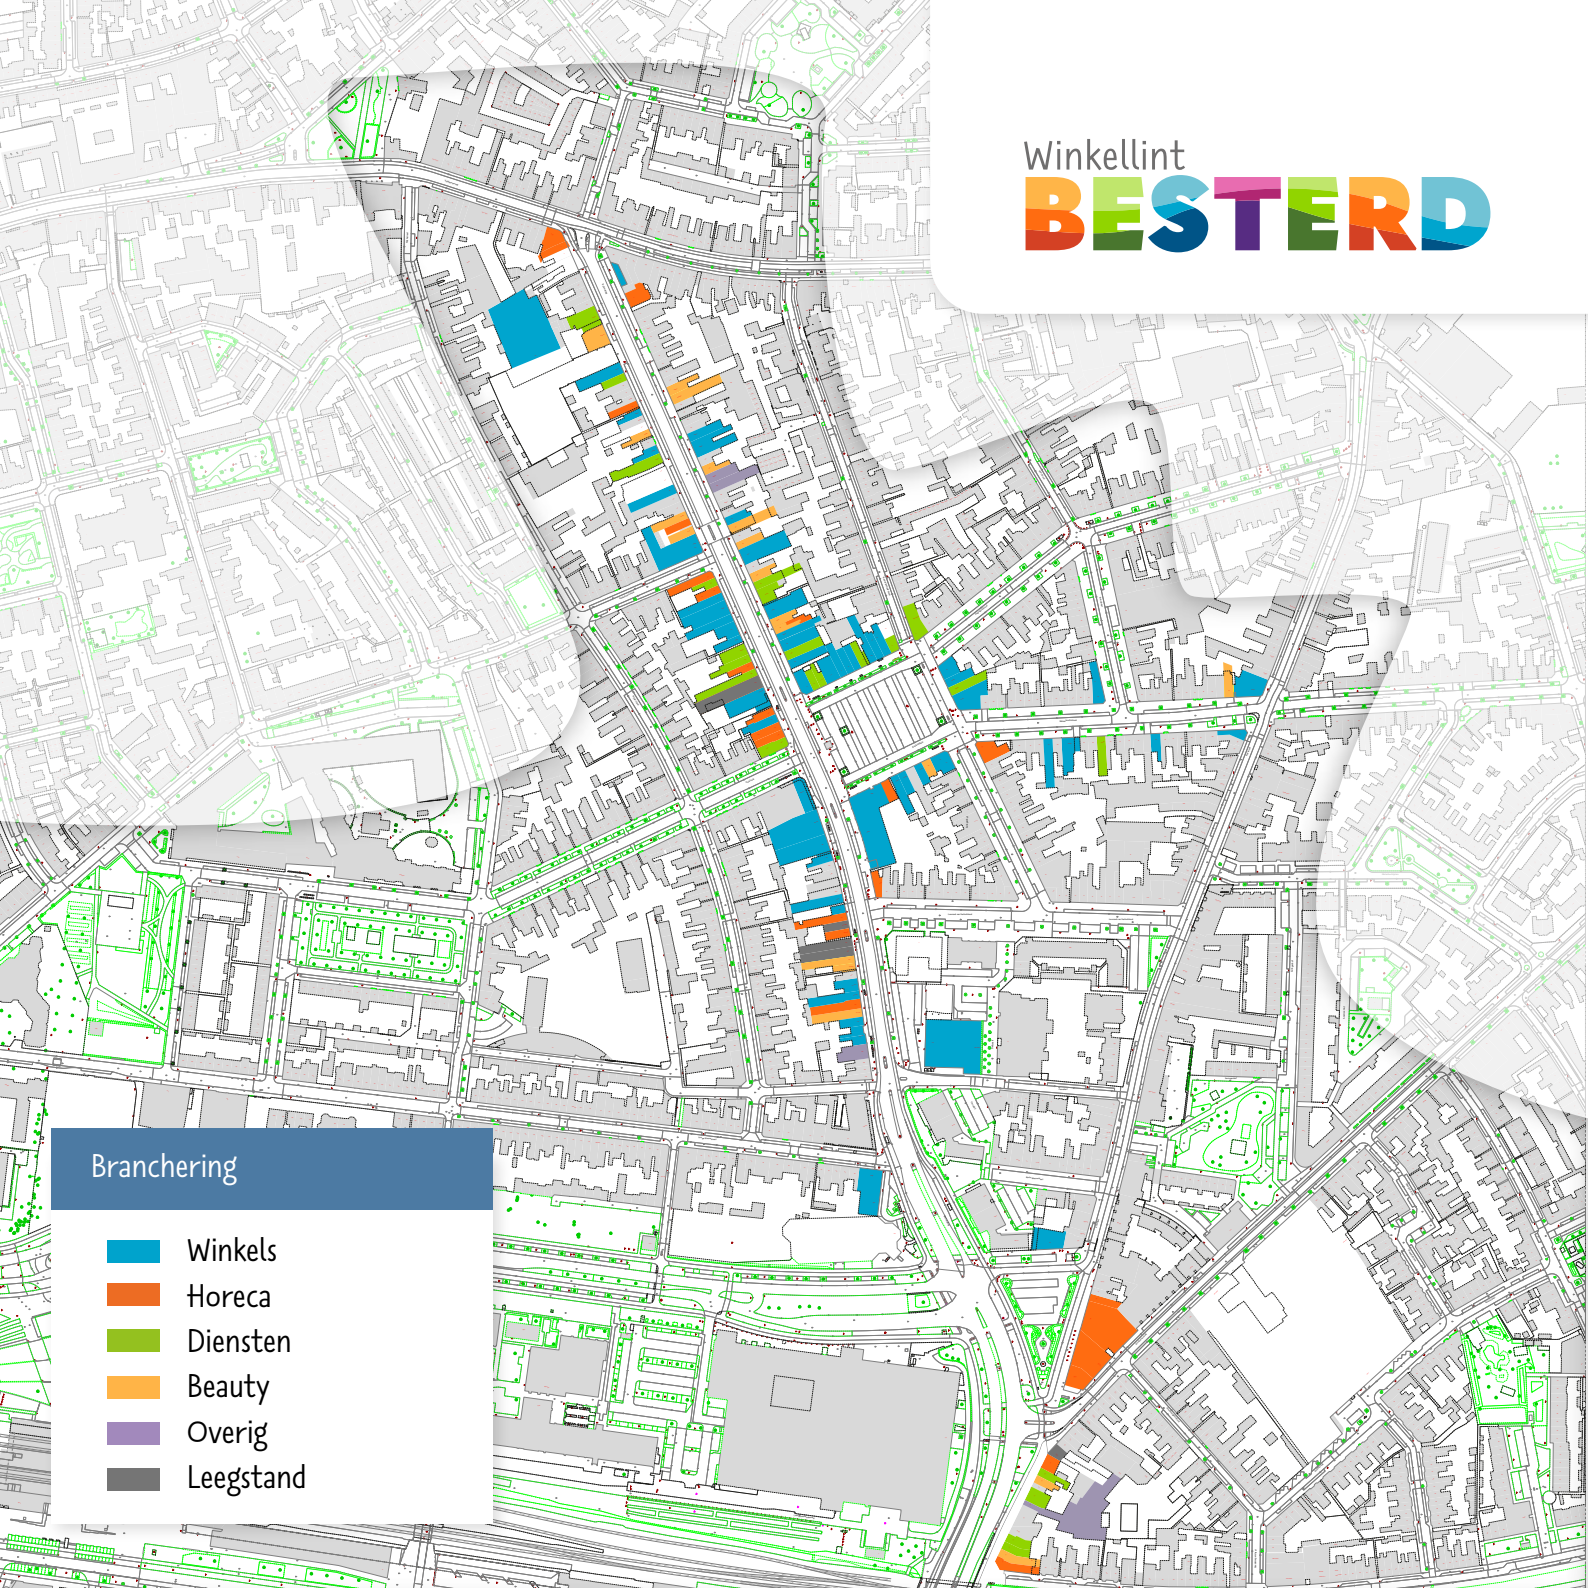 Winkellint
BESTERD
Branchering
Winkels
Horeca
Diensten
Beauty
Overig
Leegstand